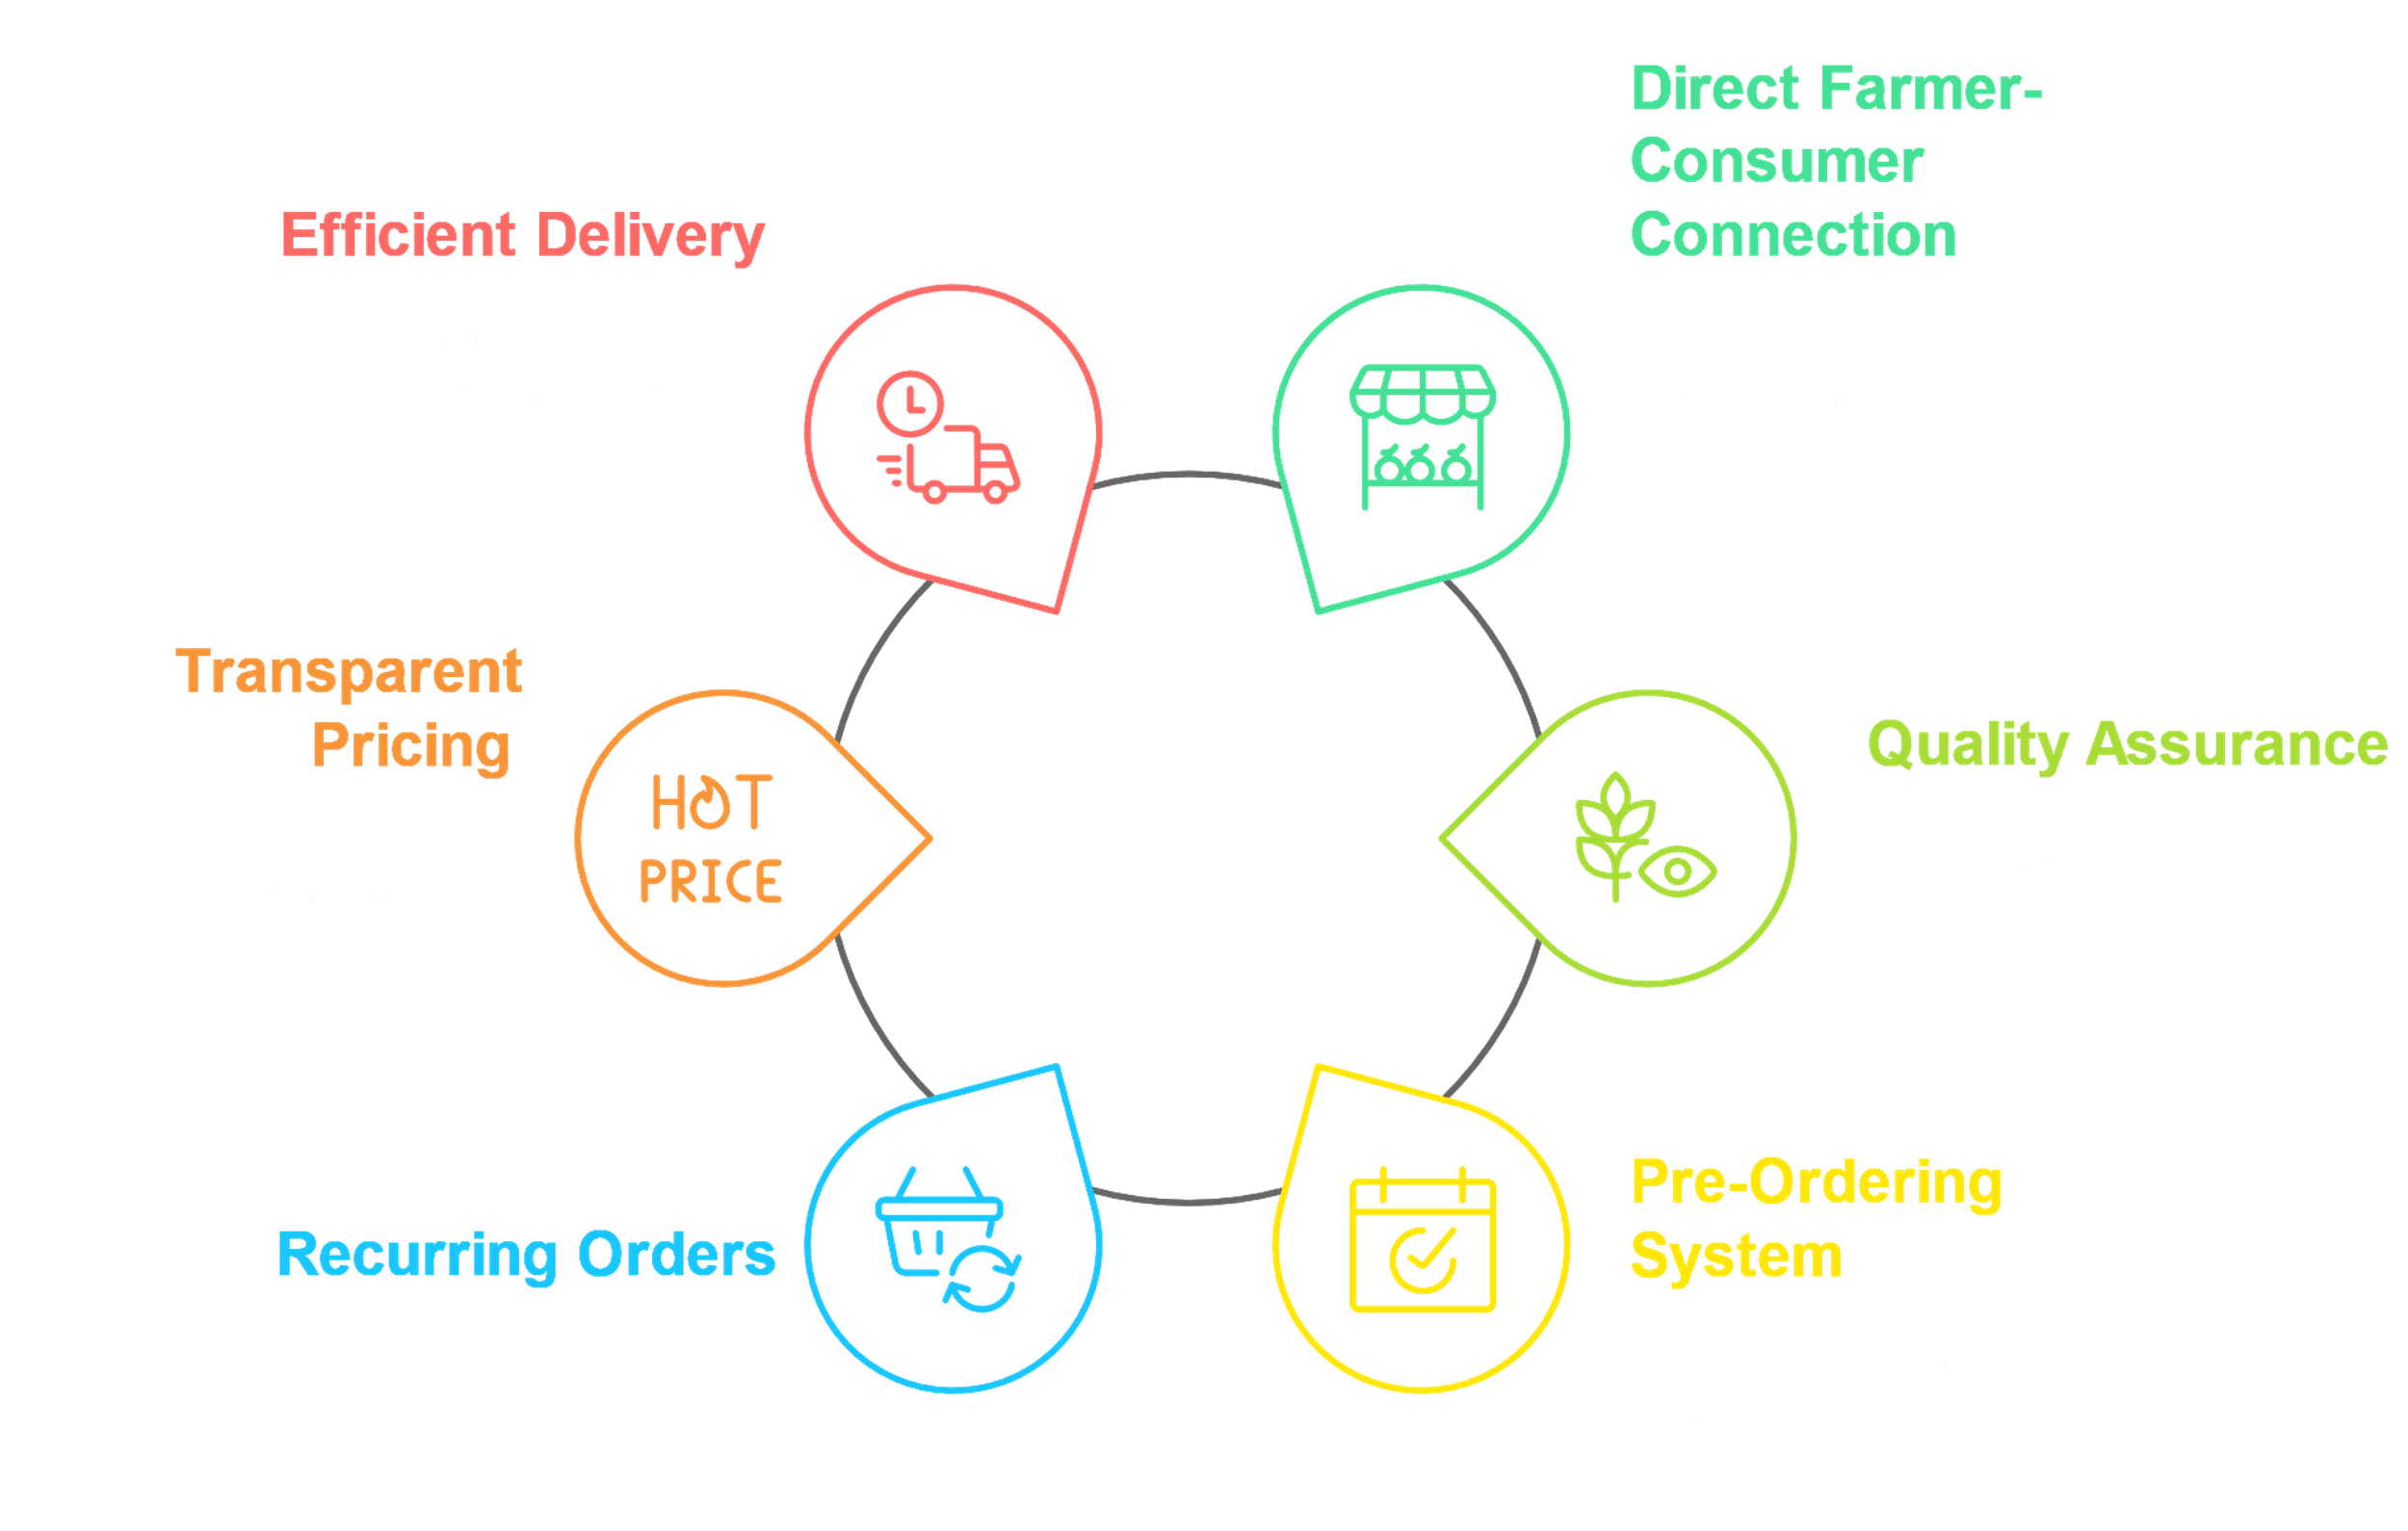 Direct Farmer-
Consumer
Connection
Efficient Delivery
Transparent
Pricing
HOT
PRICE
Quality Assurance
Pre-Ordering
System
Recurring Orders